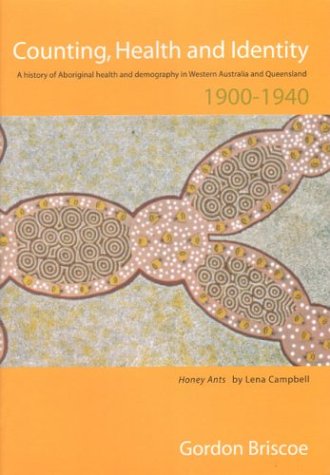 Counting, Health and Identity
A history of Aboriginal health and demography in Western Australia and Queensland
1900-1940
Honey Ants by Lena Campbell
Gordon Briscoe